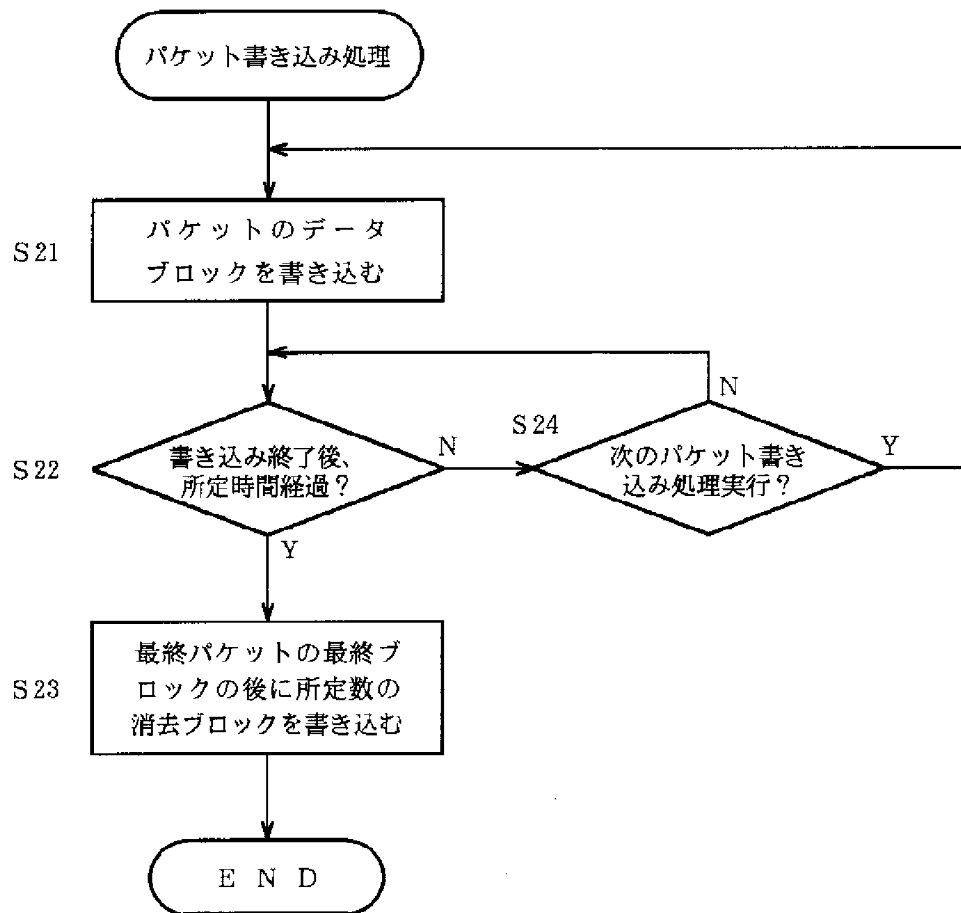 パケット書き込み処理
S21
パケットのデータ
ブロックを書き込む
S22
書き込み終了後、
所定時間経過?
N
Y
S24
次のパケット書き
込み処理実行?
N
Y
S23
最終パケットの最終ブ
ロックの後に所定数の
消去ブロックを書き込む
END